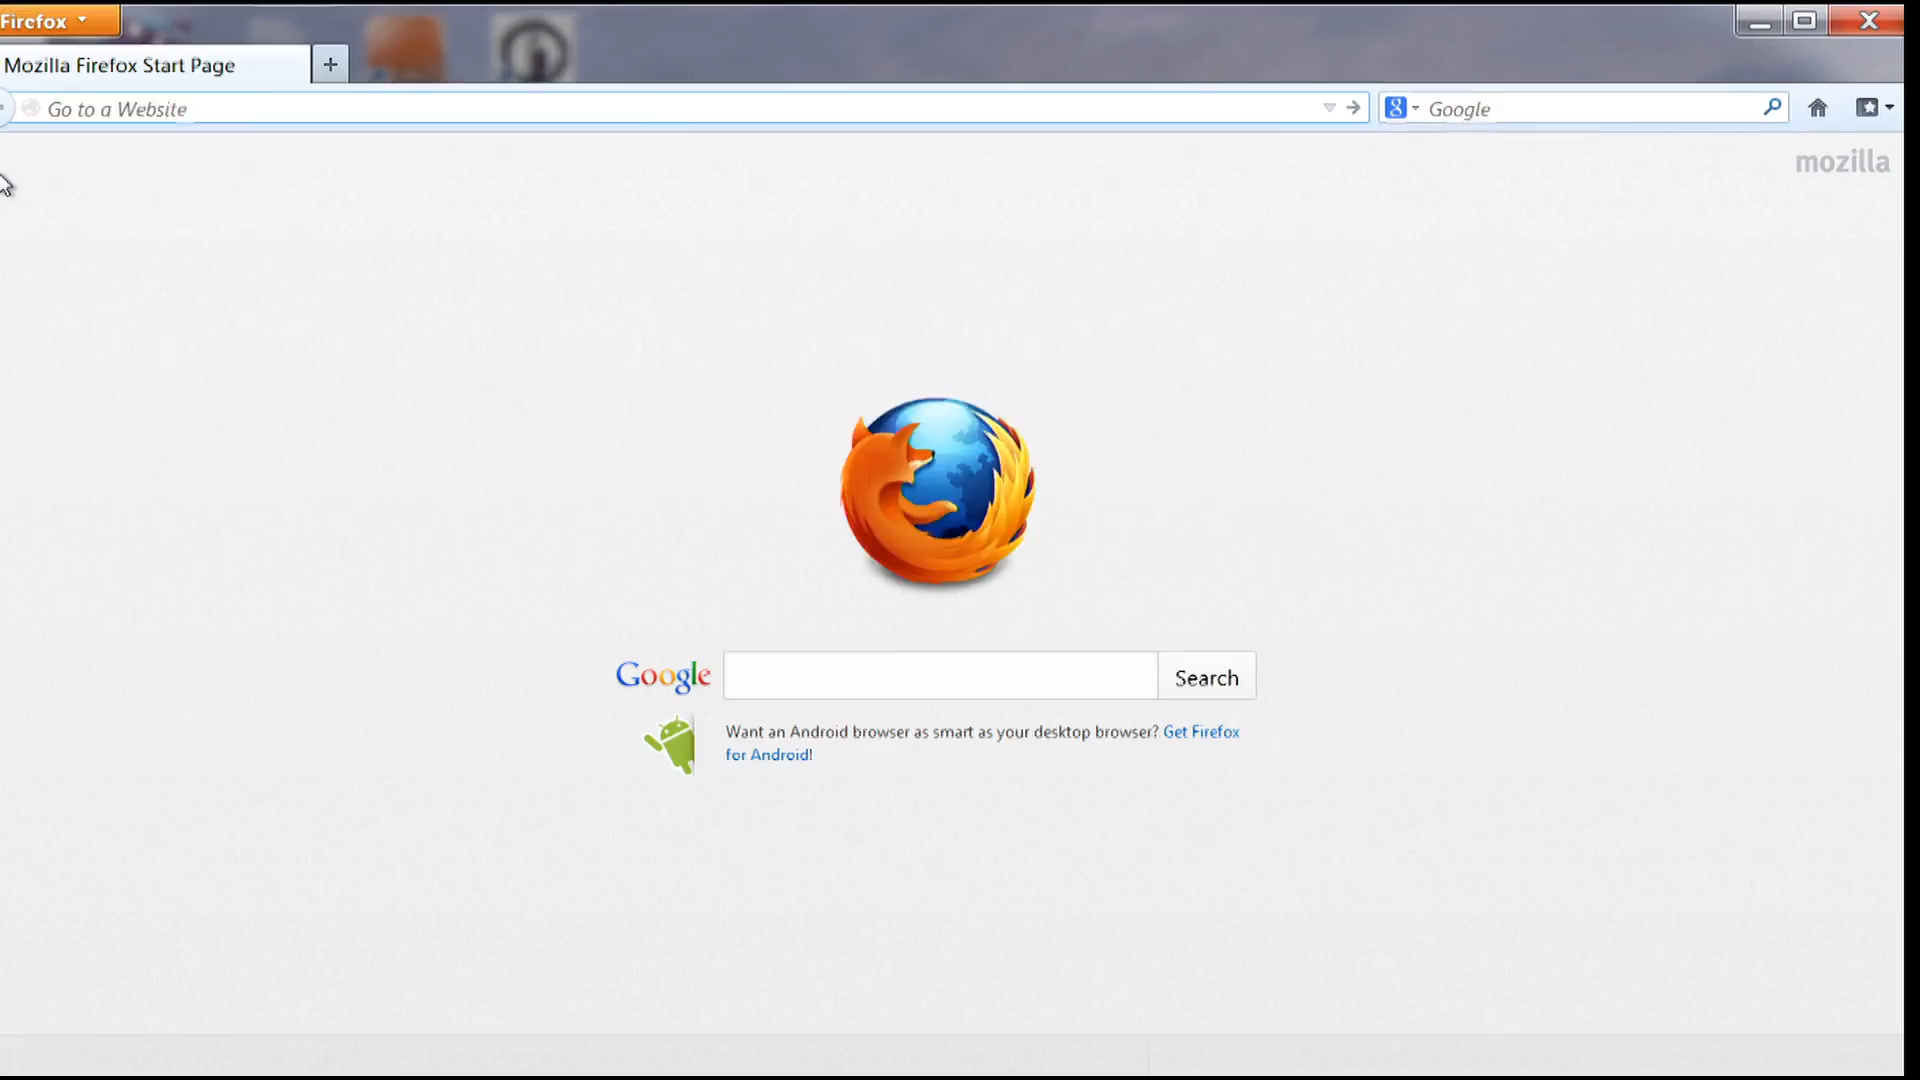 Firefox
Mozilla Firefox Start Page
Go to a Website
8 Google
mozilla
Google
Search
Want an Android browser as smart as your desktop browser? Get Firefox
for Android!